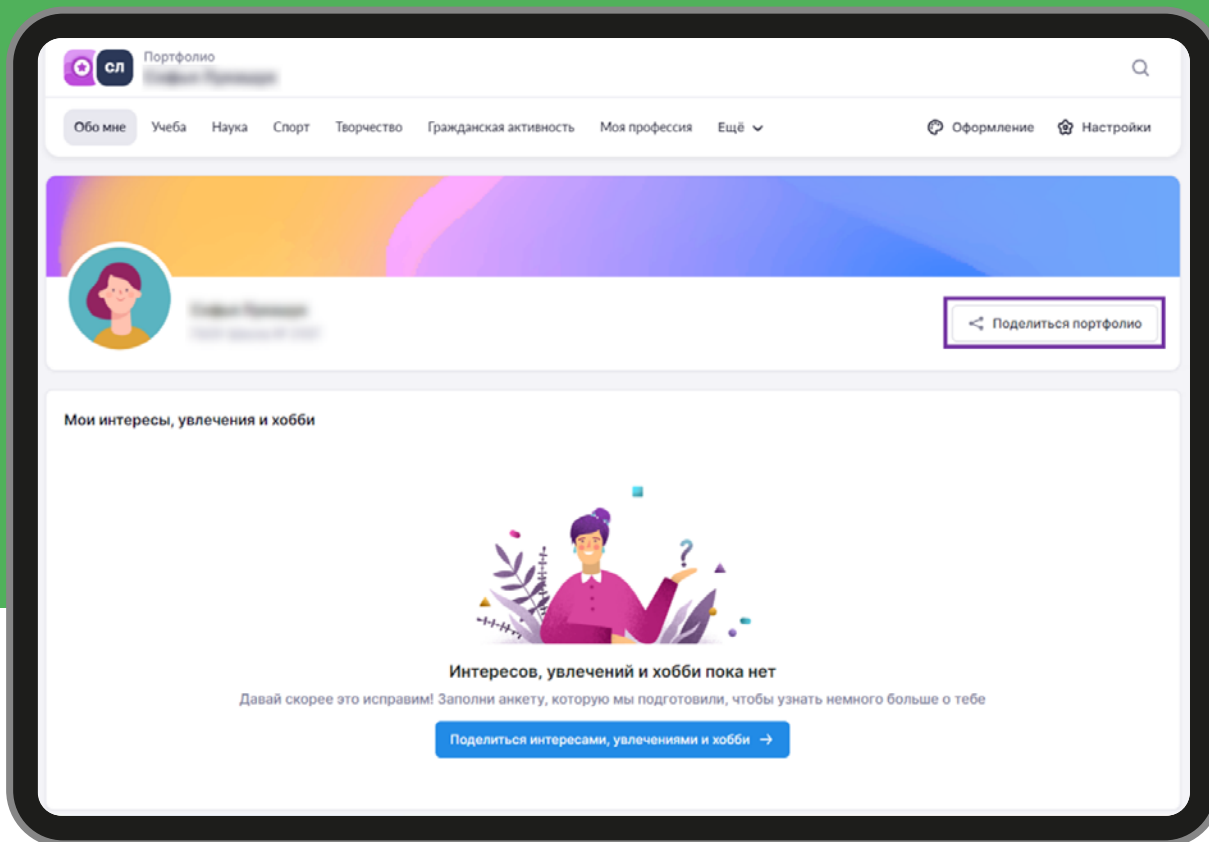 Портфолио
сл
Обо мне Учеба Наука Спорт Творчество Гражданская активность Моя профессия Ещё Оформление Настройки
Поделиться портфолио
Мои интересы, увлечения и хобби
?
Интересов, увлечений и хобби пока нет
Давай скорее это исправим! Заполни анкету, которую мы подготовили, чтобы узнать немного больше о тебе
Поделиться интересами, увлечениями и хобби →